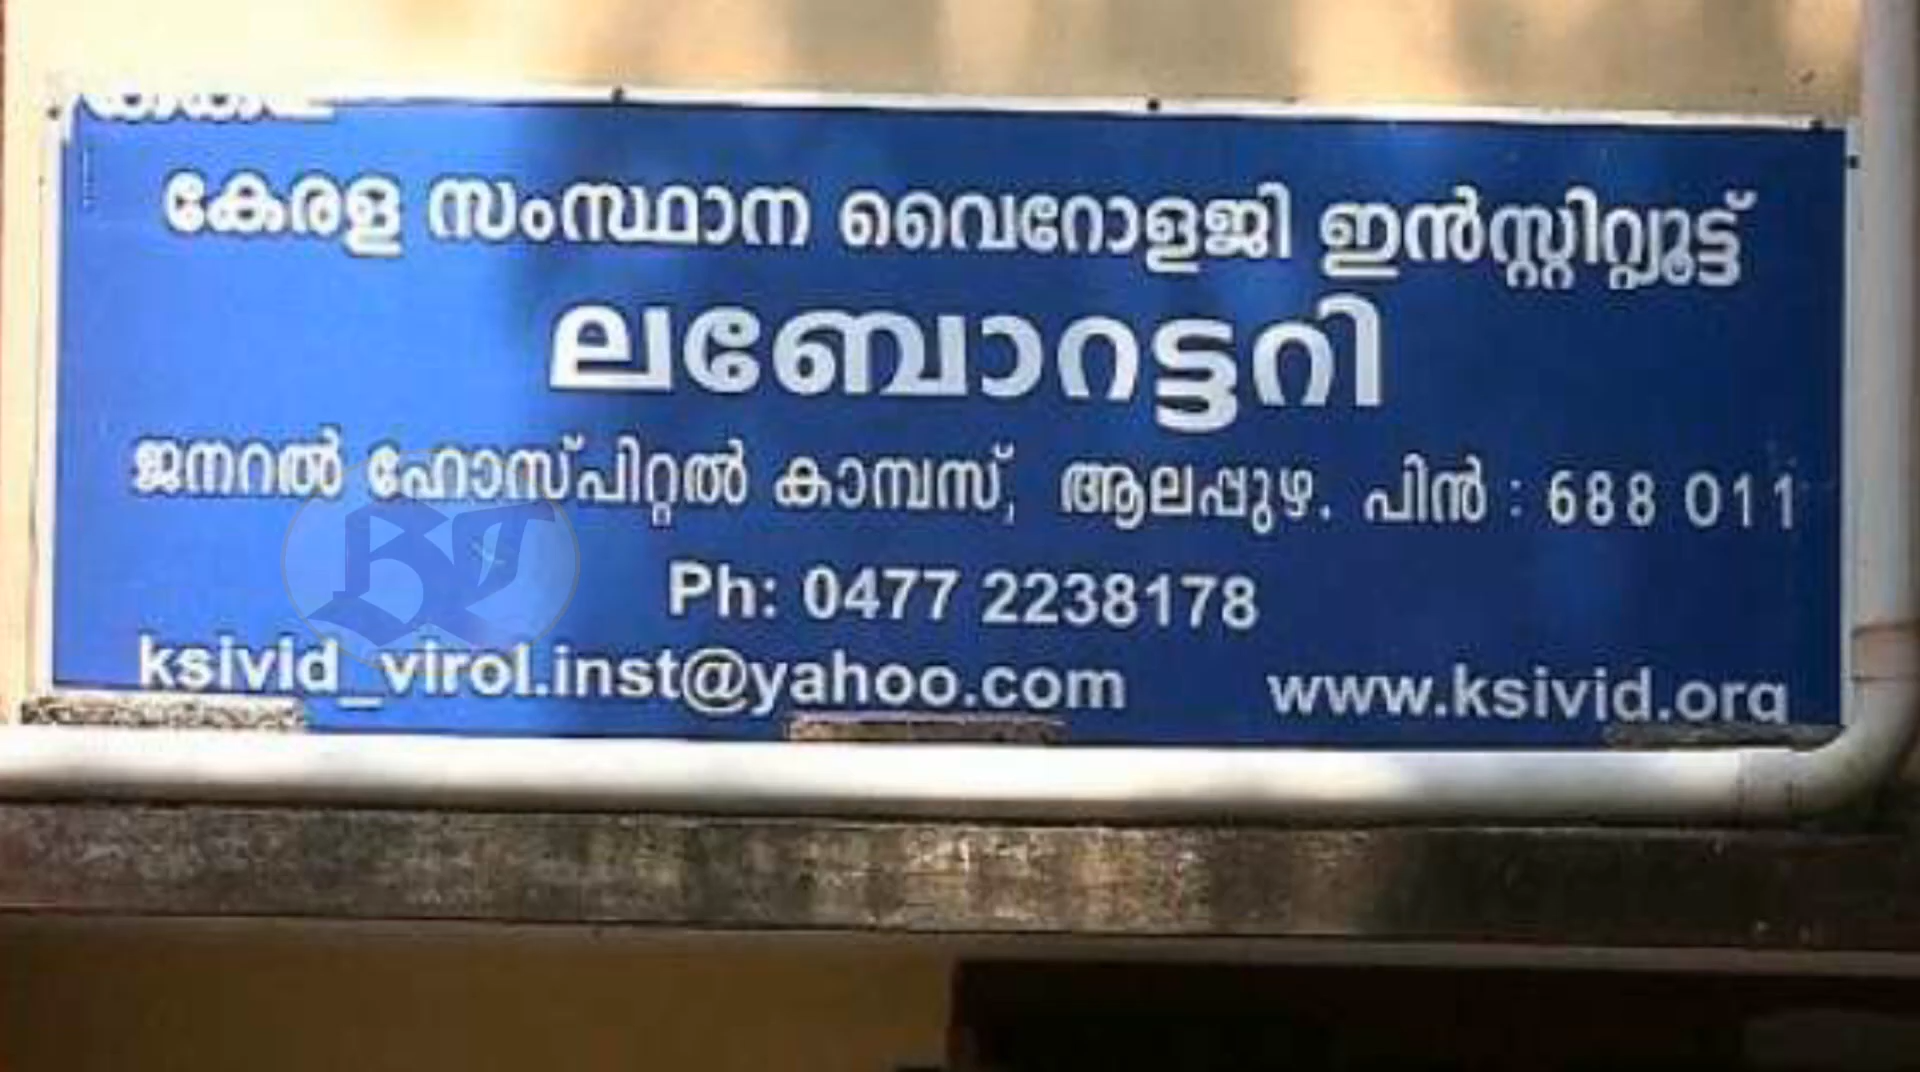 കേരള സംസ്ഥാന വൈറോളജി ഇൻസ്റ്റിറ്റ്യൂട്ട്
ലബോറട്ടറി
ജനറൽ ഹോസ്പിറ്റൽ കാമ്പസ്, ആലപ്പുഴ. പിൻ : 688 011
Ph: 0477 2238178
ksivid_virol.inst@yahoo.com www.ksivid.org